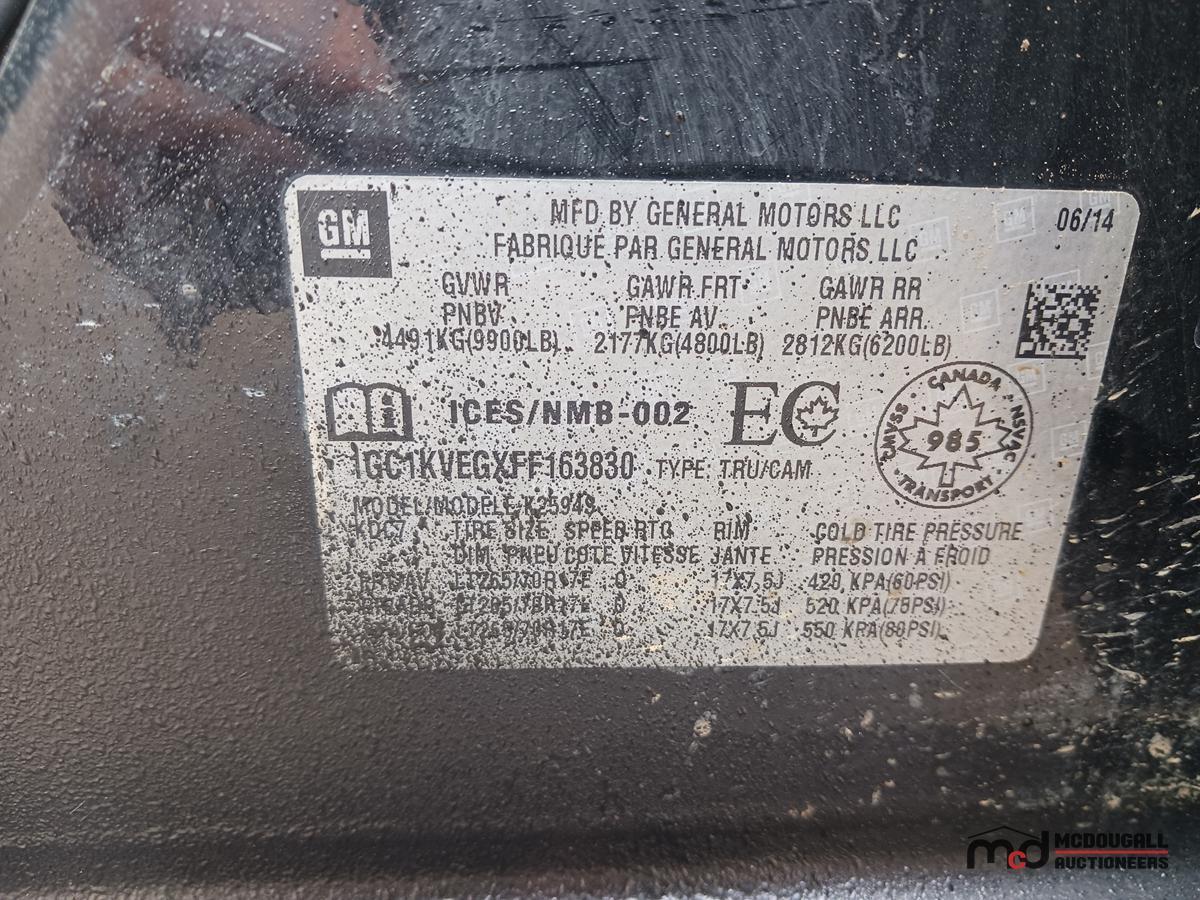 GM
MFD BY GENERAL MOTORS LLC
06/14
FABRIQUÉ PAR GENERAL MOTORS LLC
GVWR GAWR FRT GAWR RR
PNBV PNBE AV PNBE ARR.
4491KG(9900LB) 2177KG(4800LB) 2812KG(6200LB)
ICES/NMB-002 EC
CANADA
CMVSS NSVAC
985
TRANSPORT
1GC1KVEGXFF163830 TYPE: TRU/CAM
MODEL/MODELE: K25943
TIRE SIZE SPEED RTG RIM COLD TIRE PRESSURE
DIM. PNEU COTE VITESSE JANTE PRESSION À FROID
17X7.5J 420 KPA(60PSI)
17X7.5J 520 KPA(75PSI)
17X7.5J 550 KPA(80PSI)
mcd MCDOUGALL
AUCTIONEERS